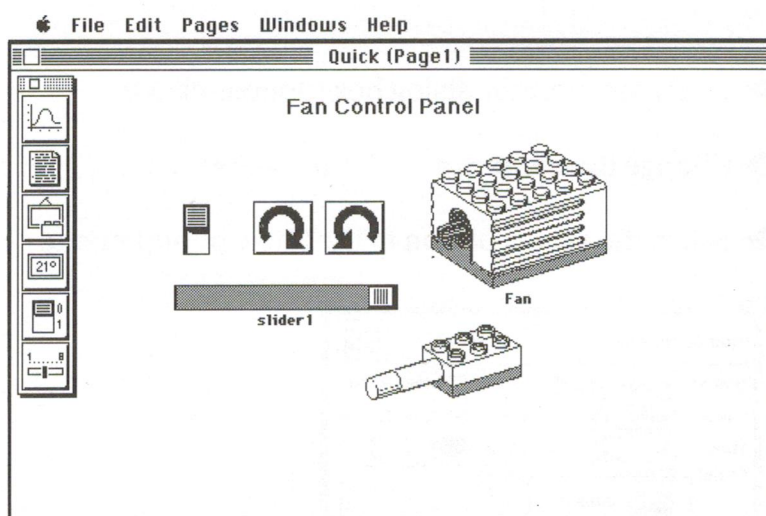 File Edit Pages Windows Help
Quick (Page1)
Fan Control Panel
21°
0
1
1......8
slider1
Fan